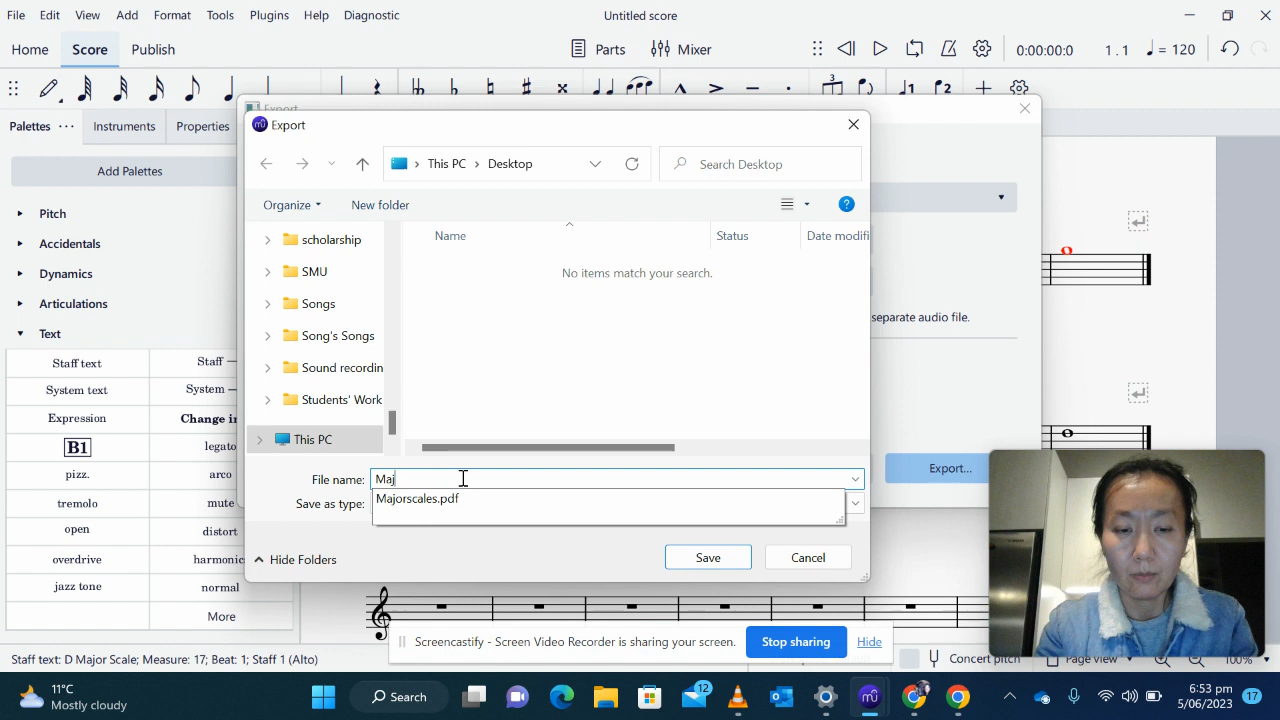 File Edit View Add Format Tools Plugins Help Diagnostic
Untitled score
Home Score Publish
Parts Mixer
0:00:00:0 1 . 1 = 120
3
Export
Palettes Instruments Properties
Add Palettes
Pitch
Accidentals
Dynamics
Articulations
Text
Staff text Staff
System text System
Expression Change in
B1 legato
pizz. arco
tremolo muts
open distort
overdrive harmonic
jazz tone normal
More
Export
This PC Desktop
Search Desktop
Organize New folder
Name Status Date modifi
No items match your search.
scholarship
SMU
Songs
Song's Songs
Sound recordin
Students' Work
This PC
File name: Maj
Majorscales.pdf
Save as type:
Hide Folders
Save Cancel
separate audio file.
Export...
Screencastify - Screen Video Recorder is sharing your screen.
Stop sharing
Hide
Staff text: D Major Scale; Measure: 17; Beat: 1; Staff 1 (Alto)
Concert pitch
Page view
100%
11°C
Mostly cloudy
Search
12
6:53 pm
5/06/2023
17